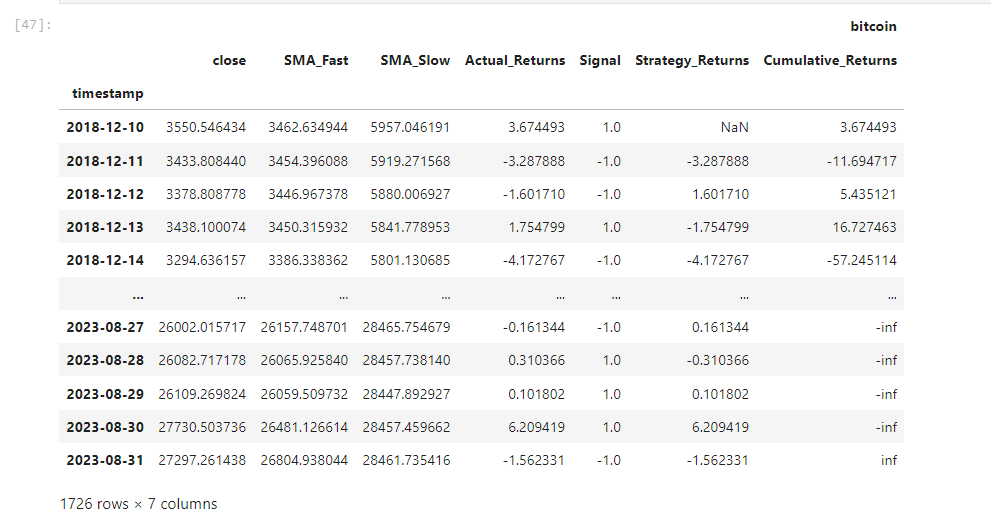 [47]:
bitcoin
close SMA_Fast SMA_Slow Actual_Returns Signal Strategy_Returns Cumulative_Returns
timestamp
2018-12-10 3550.546434 3462.634944 5957.046191 3.674493 1.0 NaN 3.674493
2018-12-11 3433.808440 3454.396088 5919.271568 -3.287888 -1.0 -3.287888 -11.694717
2018-12-12 3378.808778 3446.967378 5880.006927 -1.601710 -1.0 1.601710 5.435121
2018-12-13 3438.100074 3450.315932 5841.778953 1.754799 1.0 -1.754799 16.727463
2018-12-14 3294.636157 3386.338362 5801.130685 -4.172767 -1.0 -4.172767 -57.245114
... ... ... ... ... ... ... ...
2023-08-27 26002.015717 26157.748701 28465.754679 -0.161344 -1.0 0.161344 -inf
2023-08-28 26082.717178 26065.925840 28457.738140 0.310366 1.0 -0.310366 -inf
2023-08-29 26109.269824 26059.509732 28447.892927 0.101802 1.0 0.101802 -inf
2023-08-30 27730.503736 26481.126614 28457.459662 6.209419 1.0 6.209419 -inf
2023-08-31 27297.261438 26804.938044 28461.735416 -1.562331 -1.0 -1.562331 inf
1726 rows × 7 columns